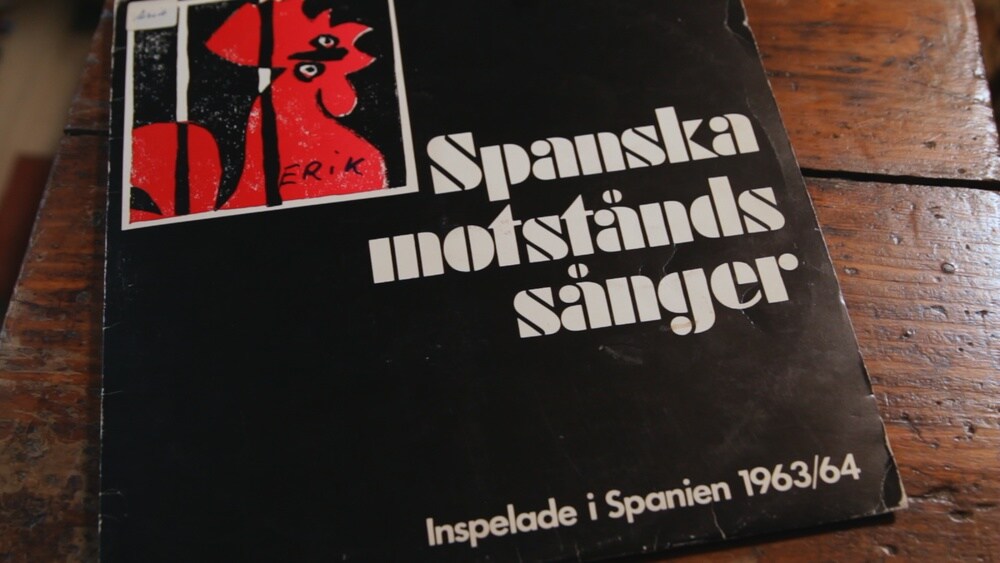 ERIK
Spanska
motstånds
sånger
Inspelade i Spanien 1963/64